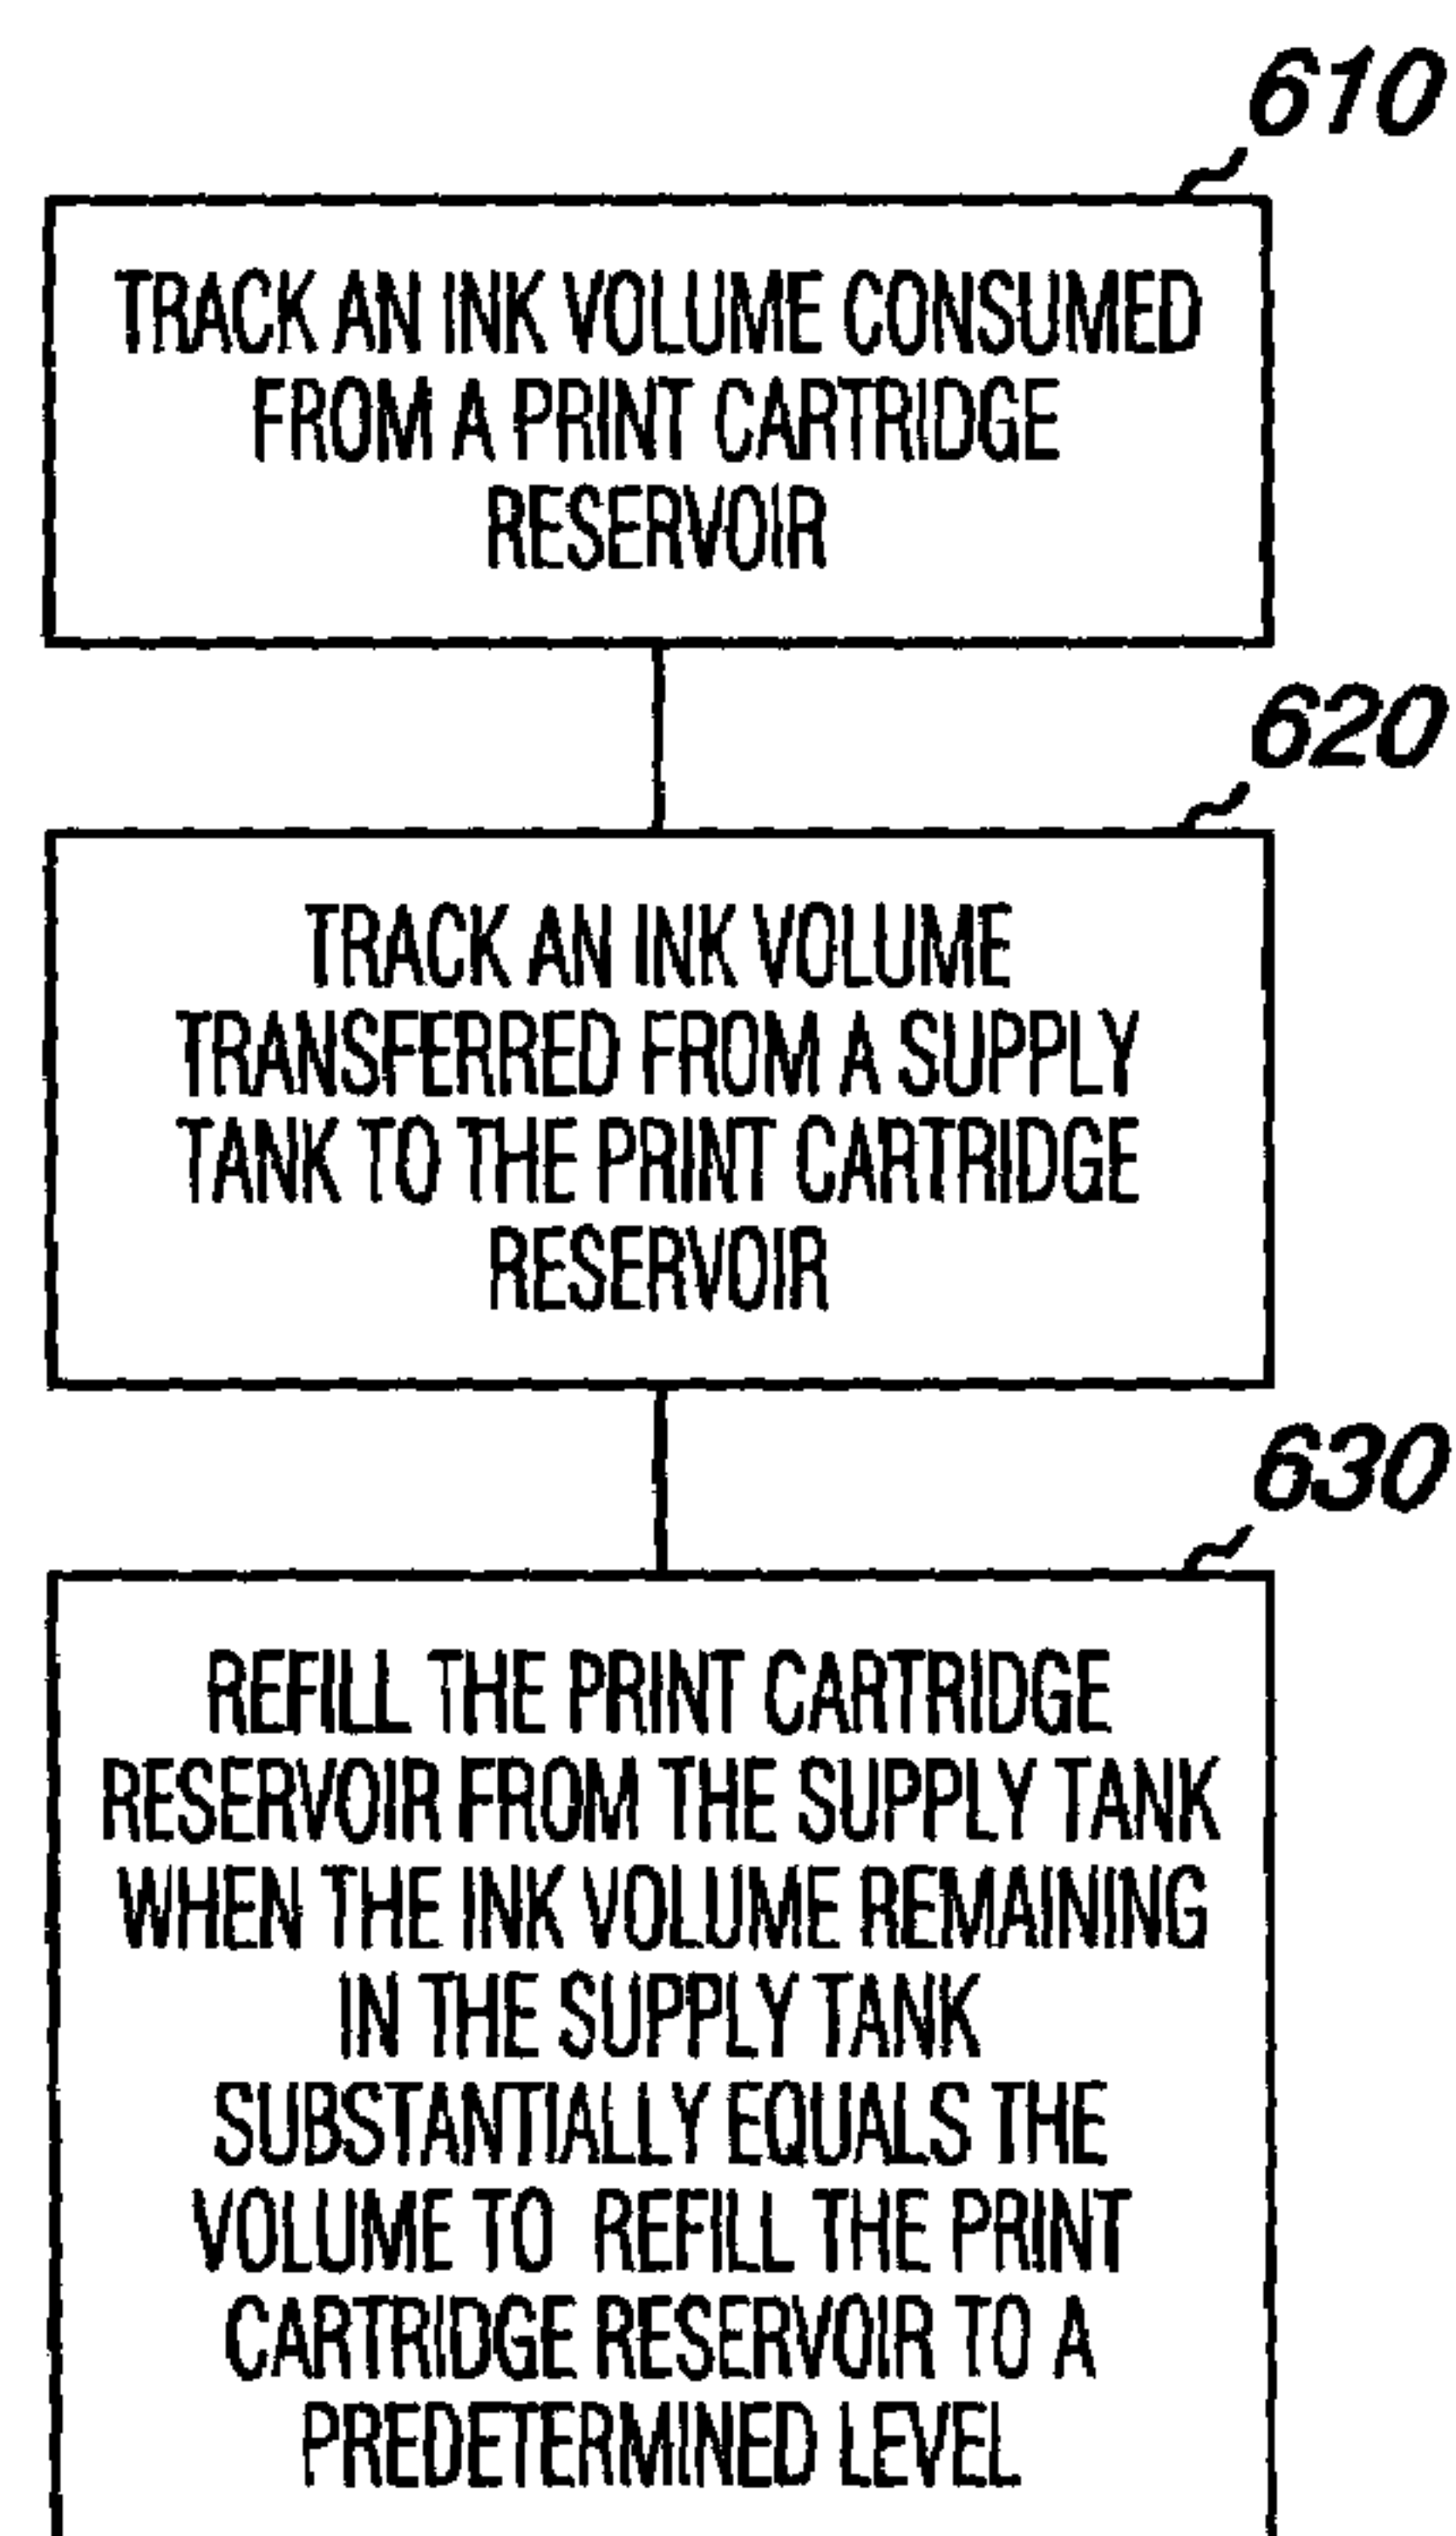 610
TRACK AN INK VOLUME CONSUMED
FROM A PRINT CARTRIDGE
RESERVOIR
620
TRACK AN INK VOLUME
TRANSFERRED FROM A SUPPLY
TANK TO THE PRINT CARTRIDGE
RESERVOIR
630
REFILL THE PRINT CARTRIDGE
RESERVOIR FROM THE SUPPLY TANK
WHEN THE INK VOLUME REMAINING
IN THE SUPPLY TANK
SUBSTANTIALLY EQUALS THE
VOLUME TO REFILL THE PRINT
CARTRIDGE RESERVOIR TO A
PREDETERMINED LEVEL